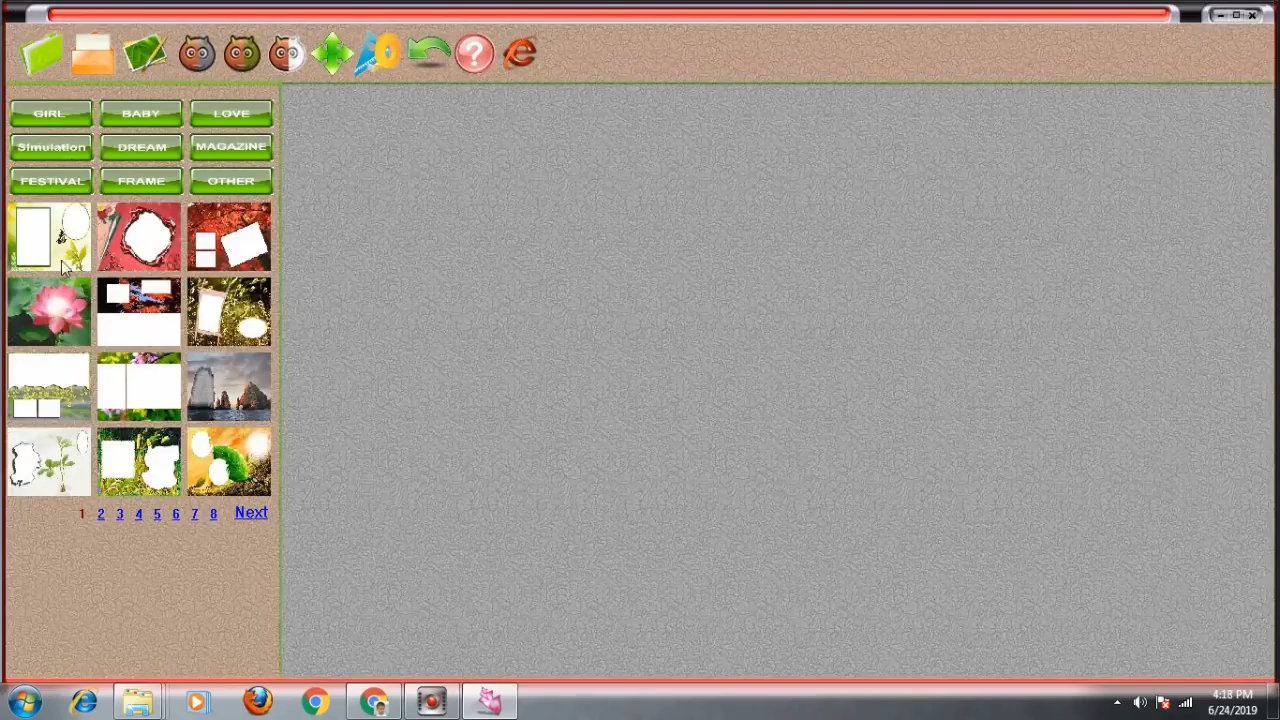 GIRL BABY LOVE
Simulation DREAM MAGAZINE
FESTIVAL FRAME OTHER
1 2 3 4 5 6 7 8 Next
4:18 PM
6/24/2019